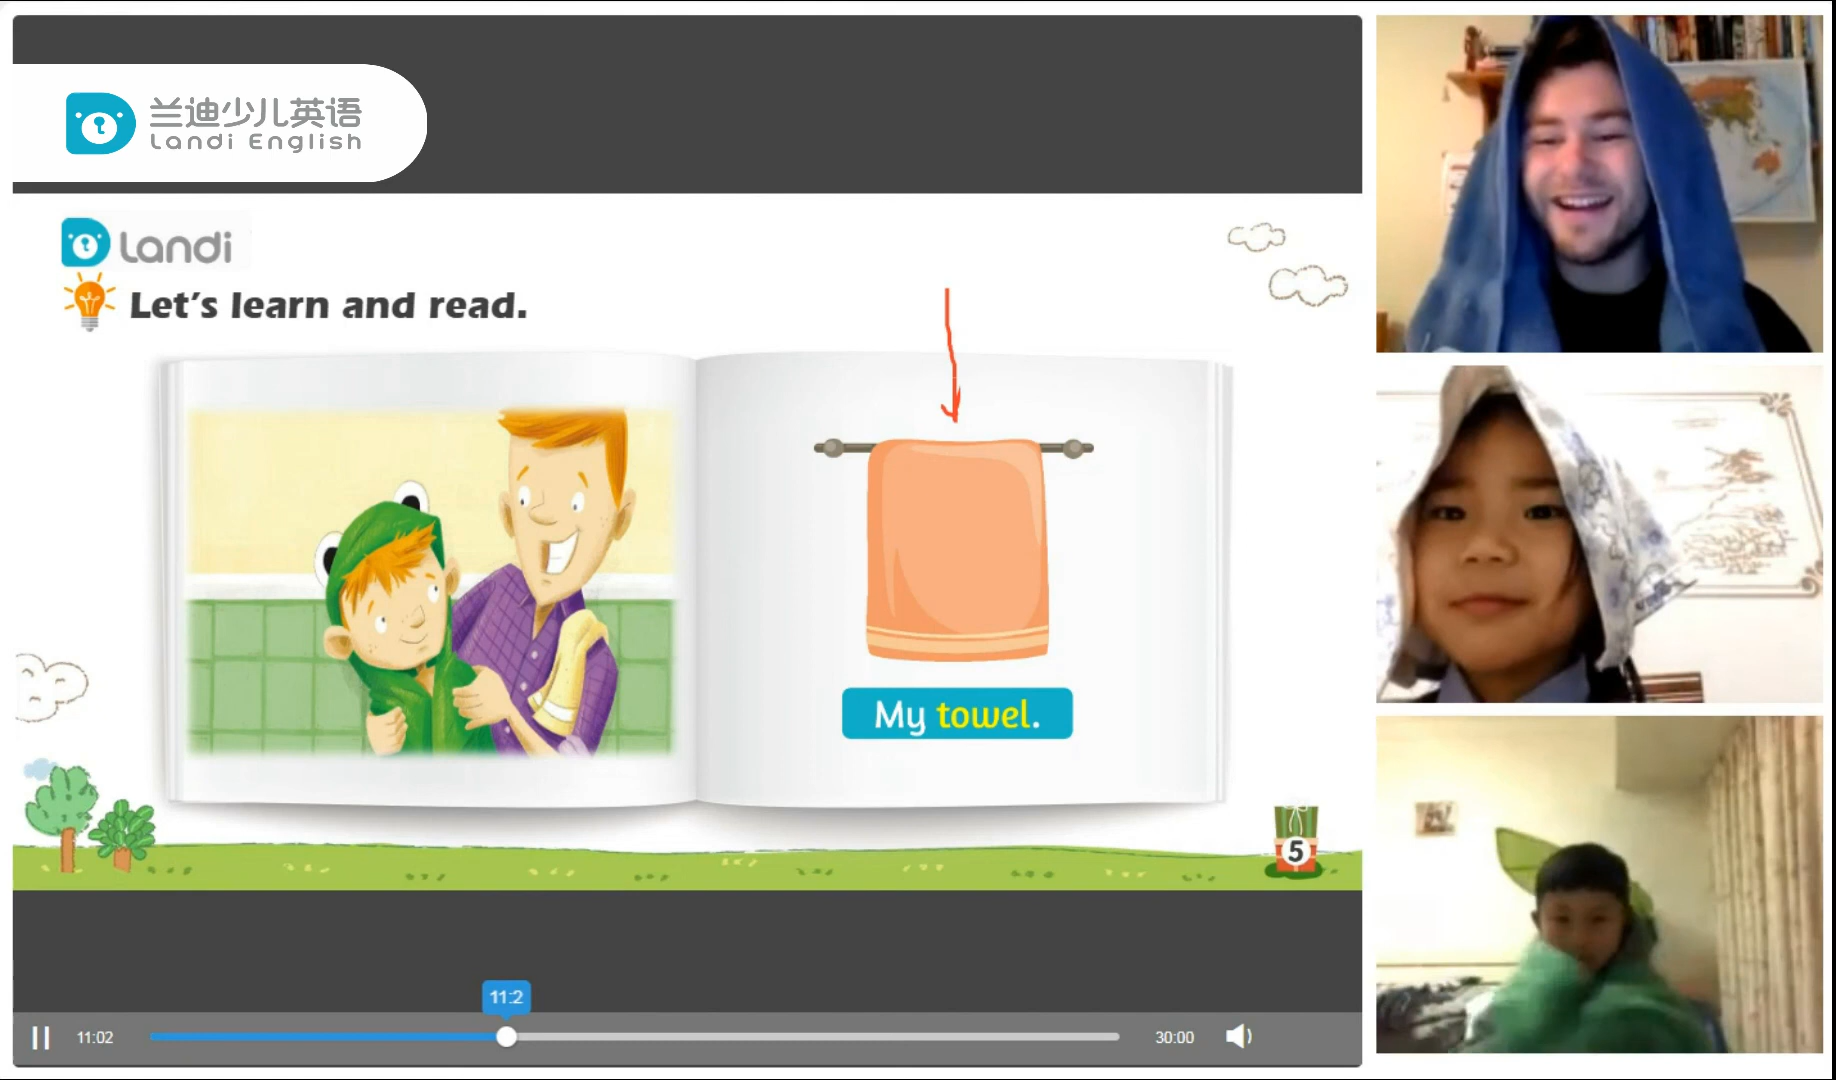 兰迪少儿英语
Landi English
Landi
Let's learn and read.
My towel.
5
11:2
11:02
30:00